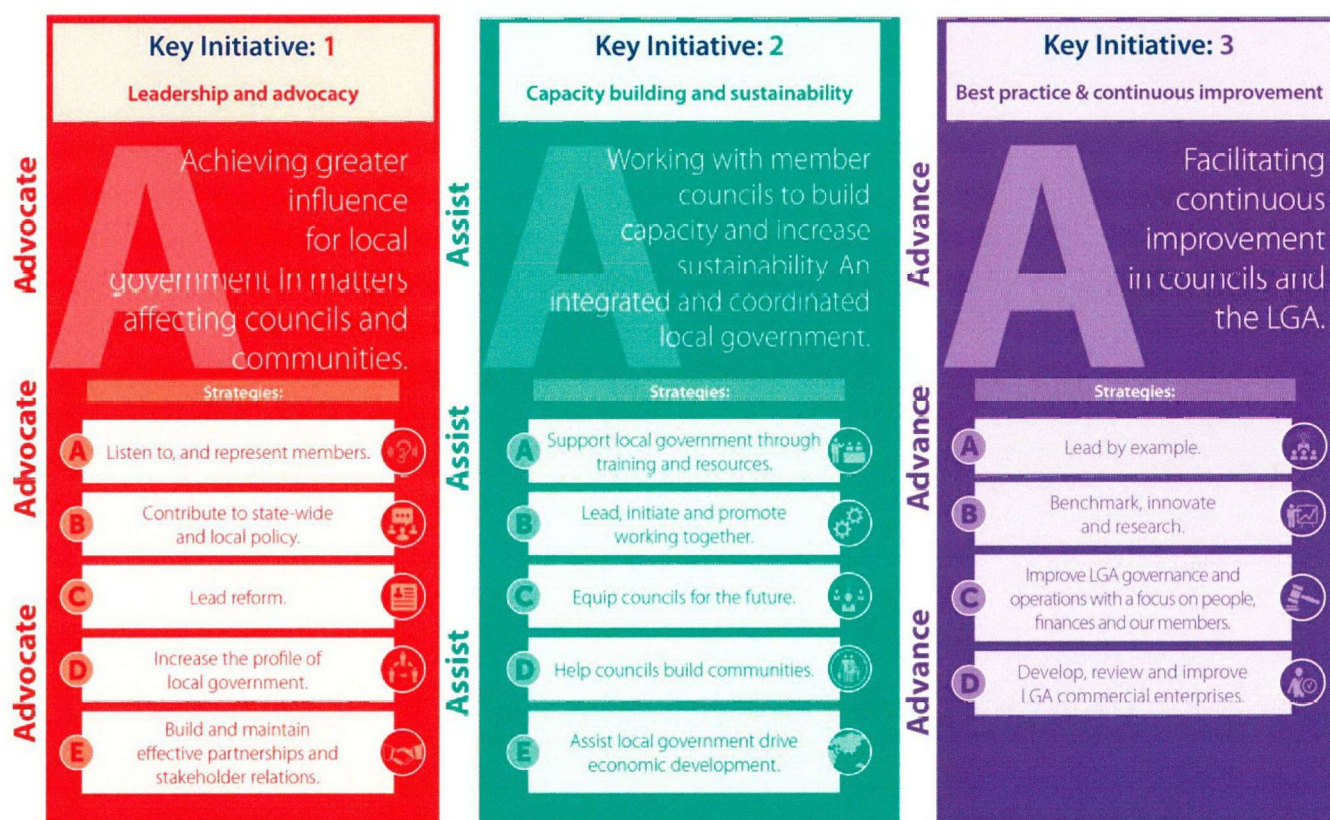 Key Initiative: 1
Leadership and advocacy
Advocate
A
Achieving greater
influence
for local
government In matters
affecting councils and
communities.
Advocate
Strategies:
A
Listen to, and represent members.
B
Contribute to state-wide
and local policy.
Advocate
C
Lead reform.
D
Increase the profile of
local government.
E
Build and maintain
effective partnerships and
stakeholder relations.
Key Initiative: 2
Capacity building and sustainability
Assist
A
Working with member
councils to build
capacity and increase
sustainability. An
integrated and coordinated
local government.
Assist
Strategies:
A
Support local government through
training and resources.
B
Lead, initiate and promote
working together.
Assist
C
Equip councils for the future.
D
Help councils build communities.
E
Assist local government drive
economic development.
Key Initiative: 3
Best practice & continuous improvement
Advance
A
Facilitating
continuous
improvement
in councils and
the LGA.
Advance
Strategies:
A
Lead by example.
B
Benchmark, innovate
and research.
Advance
C
Improve LGA governance and
operations with a focus on people,
finances and our members.
D
Develop, review and improve
LGA commercial enterprises.